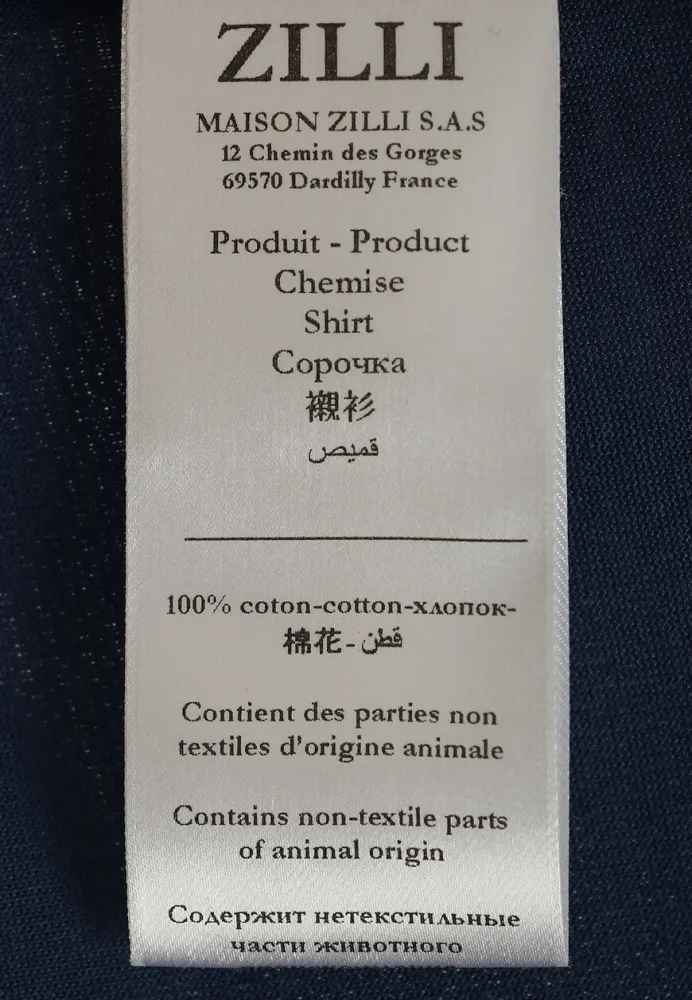 ZILLI
MAISON ZILLI S.A.S
12 Chemin des Gorges
69570 Dardilly France
Produit - Product
Chemise
Shirt
Сорочка
襯衫
قميص
100% coton-cotton-хлопок-
棉花-قطن
Contient des parties non
textiles d'origine animale
Contains non-textile parts
of animal origin
Содержит нетекстильные
части животного